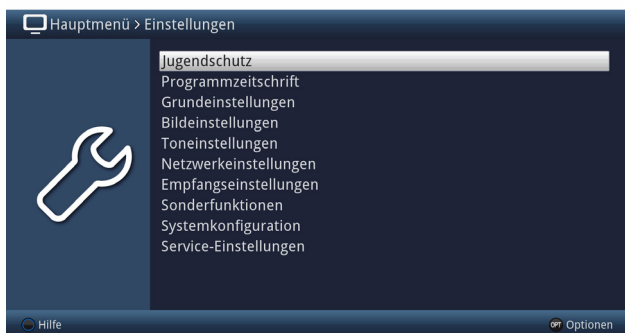 Hauptmenü > Einstellungen
Jugendschutz
Programmzeitschrift
Grundeinstellungen
Bildeinstellungen
Toneinstellungen
Netzwerkeinstellungen
Empfangseinstellungen
Sonderfunktionen
Systemkonfiguration
Service-Einstellungen
Hilfe
OPT Optionen